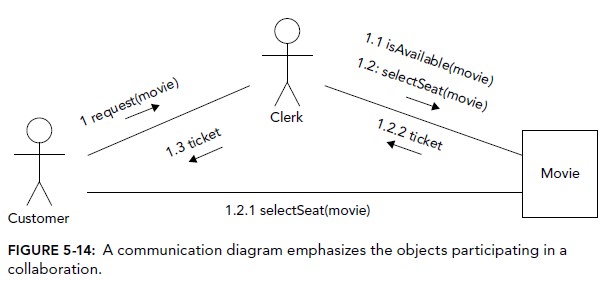 1.1 isAvailable(movie)
1.2: selectSeat(movie)
1 request(movie)
Clerk
1.3 ticket
1.2.2 ticket
Movie
Customer
1.2.1 selectSeat(movie)
FIGURE 5-14: A communication diagram emphasizes the objects participating in a
collaboration.